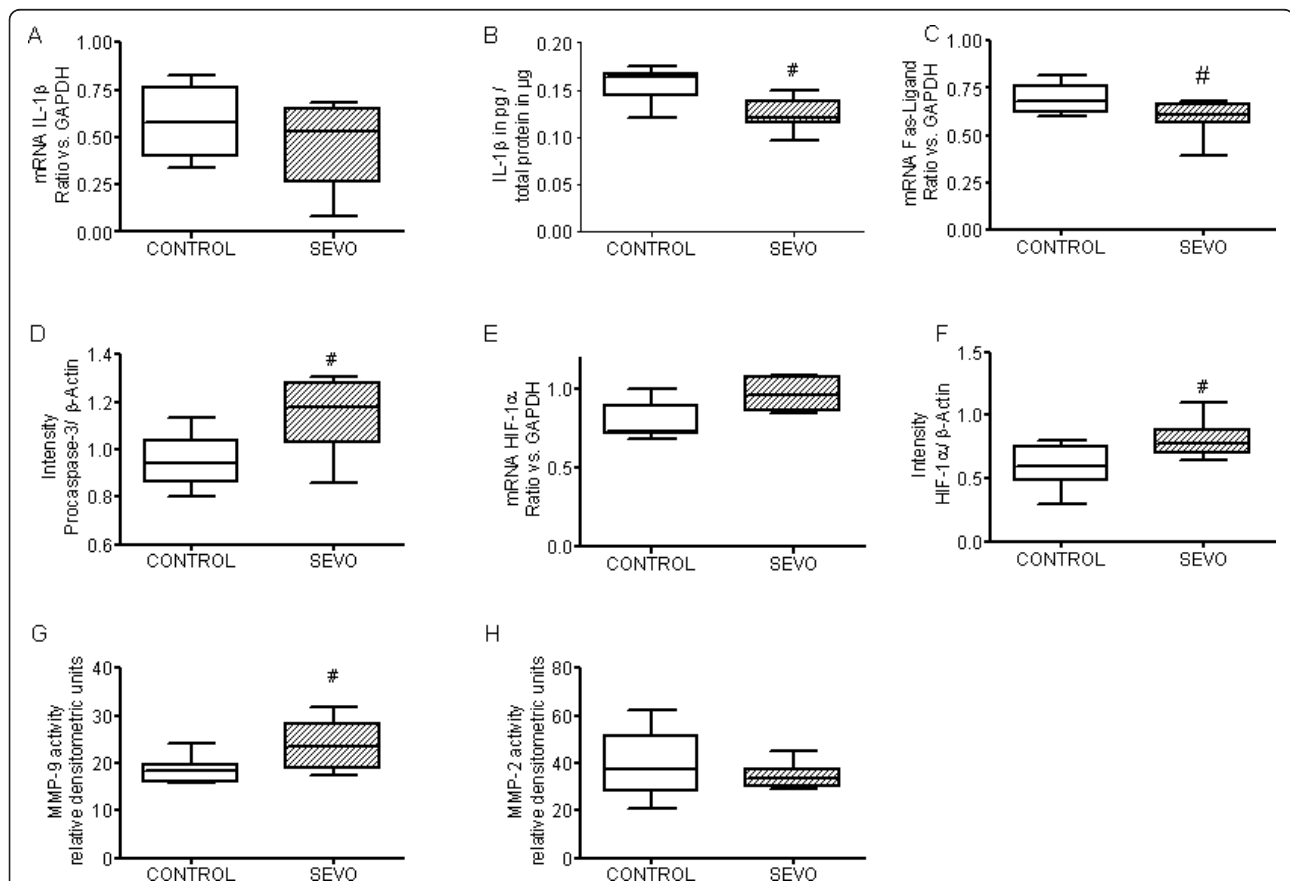 A
mRNA IL-1β
Ratio vs. GAPDH
1.00
0.75
0.50
0.25
0.00
CONTROL
SEVO
B
IL-1β in pg /
total protein in µg
0.20
0.15
0.10
0.05
0.00
#
CONTROL
SEVO
C
mRNA Fas-Ligand
Ratio vs. GAPDH
1.00
0.75
0.50
0.25
0.00
#
CONTROL
SEVO
D
Intensity
Procaspase-3/ β-Actin
1.4
1.2
1.0
0.8
0.6
#
CONTROL
SEVO
E
mRNA HIF-1α
Ratio vs. GAPDH
1.0
0.5
0.0
CONTROL
SEVO
F
Intensity
HIF-1α/ β-Actin
1.5
1.0
0.5
0.0
#
CONTROL
SEVO
G
MMP-9 activity
relative densitometric units
40
30
20
10
0
#
CONTROL
SEVO
H
MMP-2 activity
relative densitometric units
80
60
40
20
0
CONTROL
SEVO